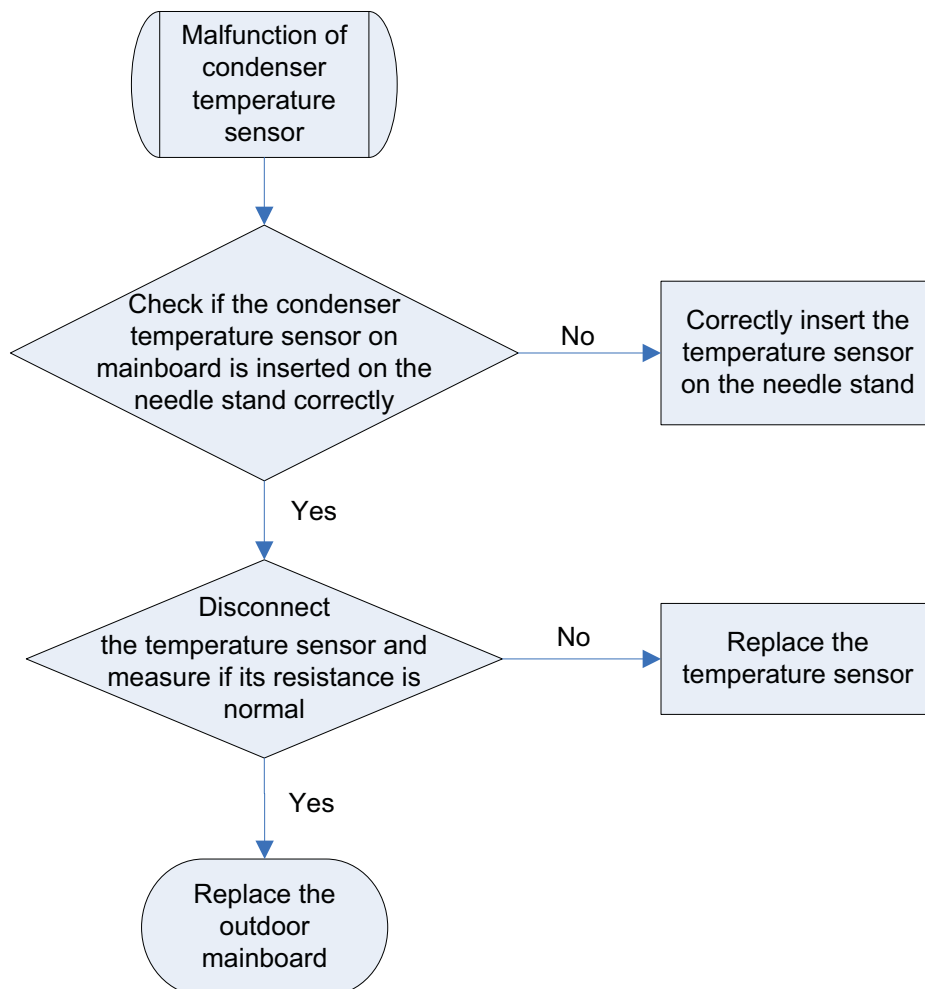 Malfunction of
condenser
temperature
sensor
Check if the condenser
temperature sensor on
mainboard is inserted on the
needle stand correctly
No
Correctly insert the
temperature sensor
on the needle stand
Yes
Disconnect
the temperature sensor and
measure if its resistance is
normal
No
Replace the
temperature sensor
Yes
Replace the
outdoor
mainboard